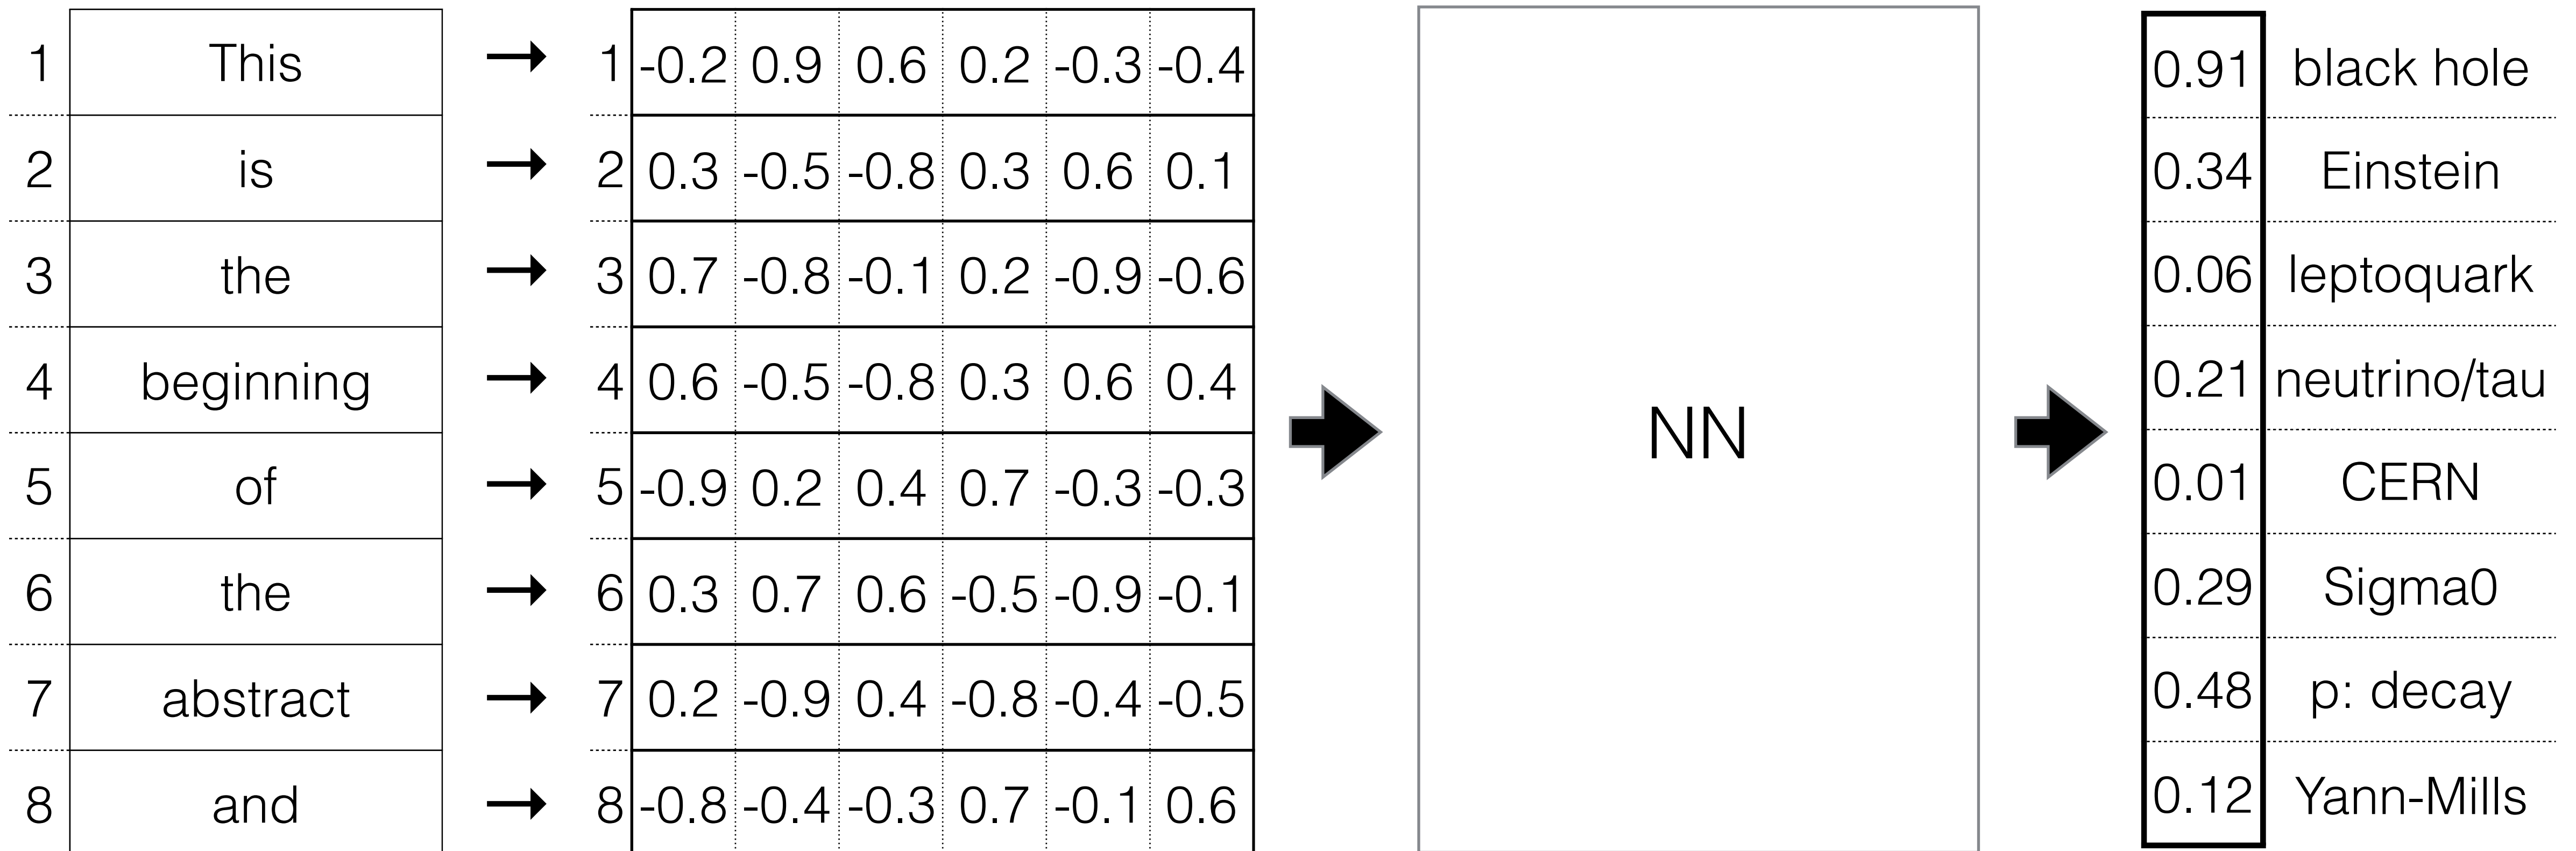 1 This → 1 -0.2 0.9 0.6 0.2 -0.3 -0.4 0.91 black hole
2 is → 2 0.3 -0.5 -0.8 0.3 0.6 0.1 0.34 Einstein
3 the → 3 0.7 -0.8 -0.1 0.2 -0.9 -0.6 0.06 leptoquark
4 beginning → 4 0.6 -0.5 -0.8 0.3 0.6 0.4 0.21 neutrino/tau
NN
5 of → 5 -0.9 0.2 0.4 0.7 -0.3 -0.3 0.01 CERN
6 the → 6 0.3 0.7 0.6 -0.5 -0.9 -0.1 0.29 Sigma0
7 abstract → 7 0.2 -0.9 0.4 -0.8 -0.4 -0.5 0.48 p: decay
8 and → 8 -0.8 -0.4 -0.3 0.7 -0.1 0.6 0.12 Yann-Mills